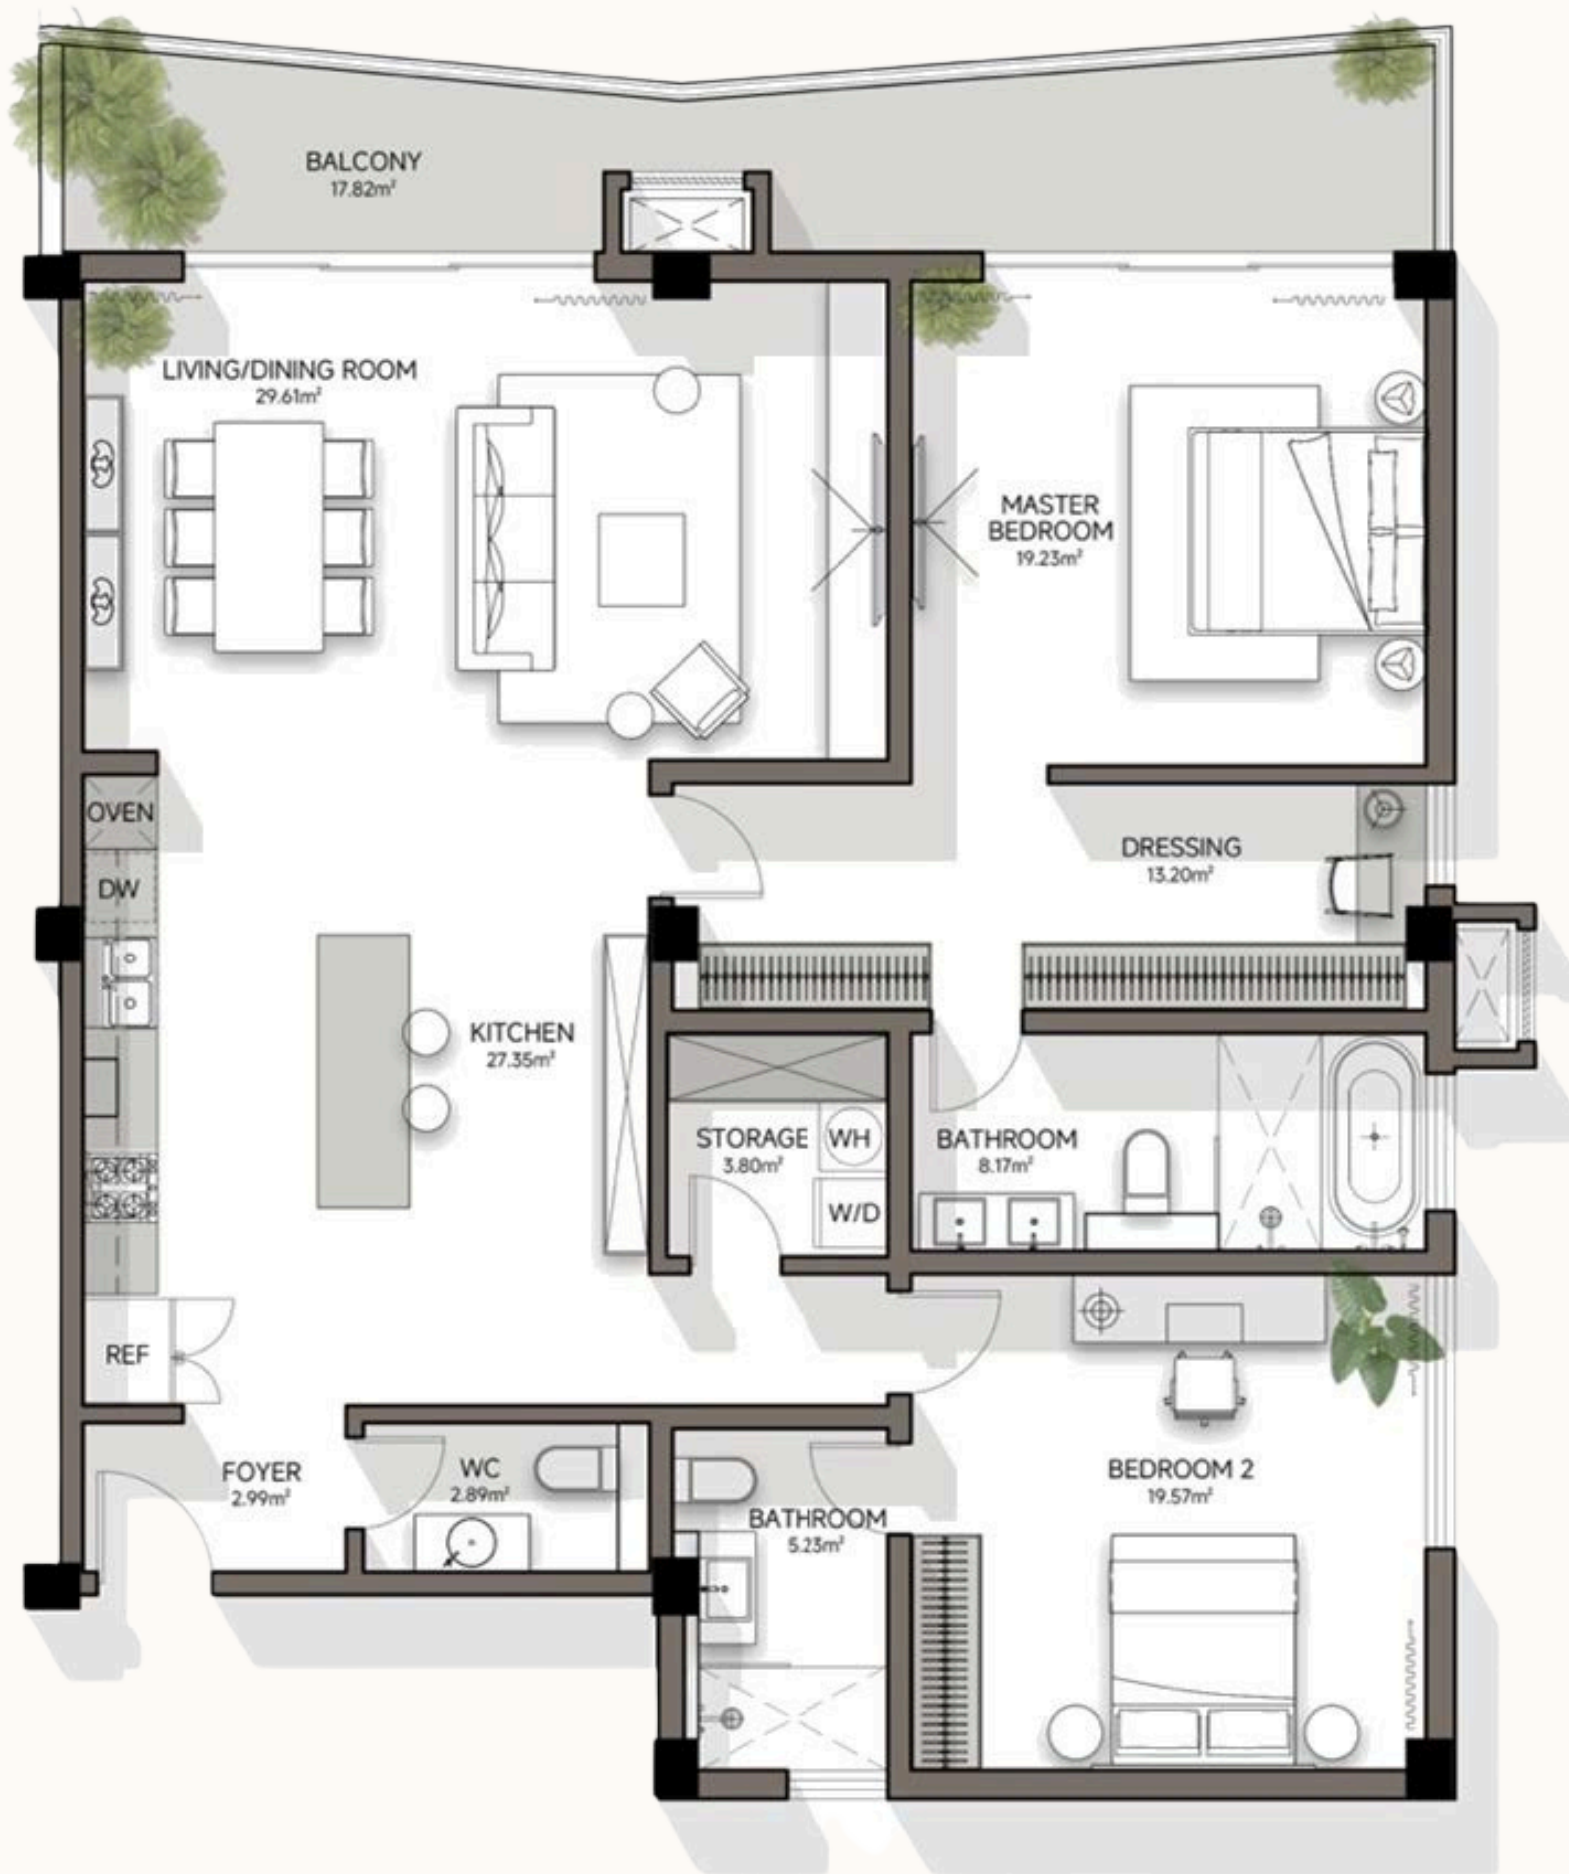 BALCONY
17.82m²
LIVING/DINING ROOM
29.61m²
MASTER
BEDROOM
19.23m²
OVEN
DW
DRESSING
13.20m²
KITCHEN
27.35m²
STORAGE
3.80m²
WH
W/D
BATHROOM
8.17m²
REF
FOYER
2.99m²
WC
2.89m²
BATHROOM
5.23m²
BEDROOM 2
19.57m²